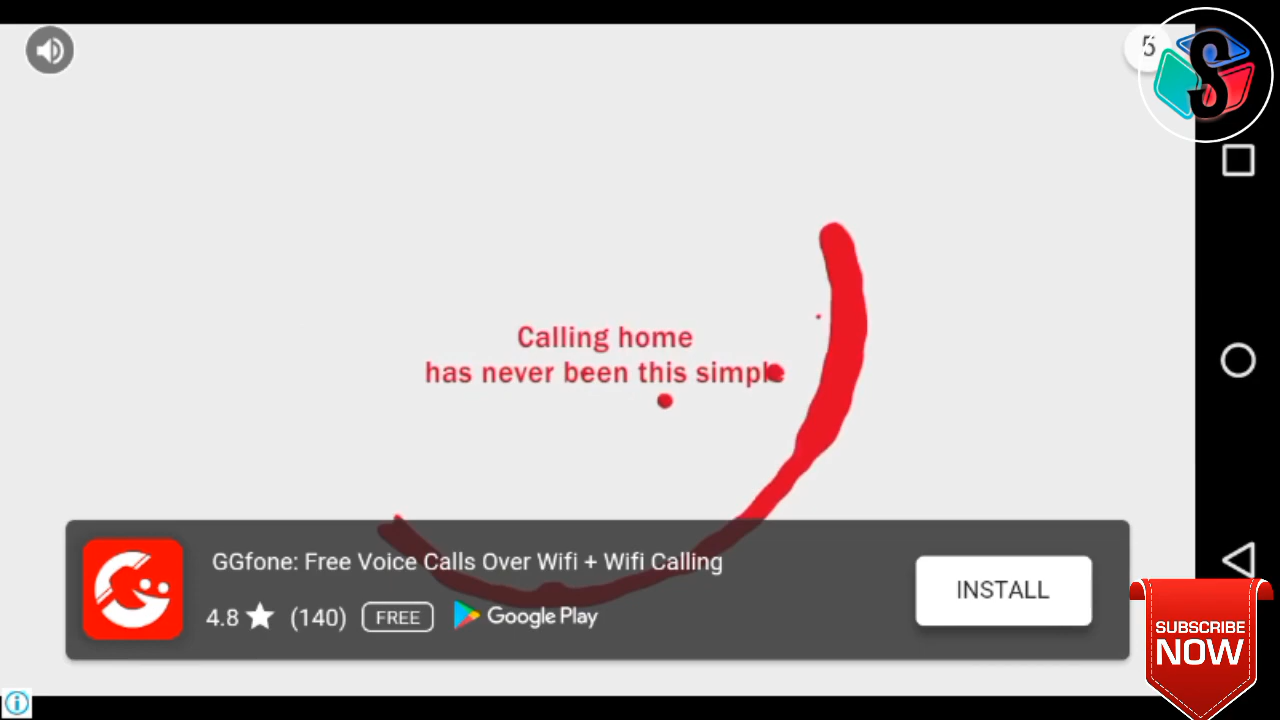 5
S
Calling home
has never been this simple
GGfone: Free Voice Calls Over Wifi + Wifi Calling
4.8 ★ (140) FREE Google Play
INSTALL
SUBSCRIBE
NOW